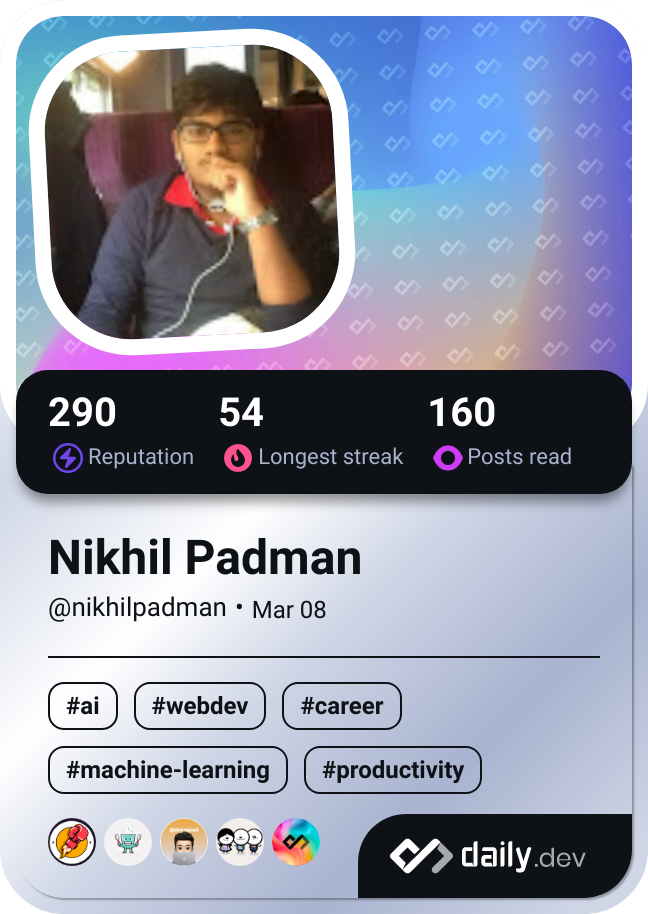 290 54 160
Reputation Longest streak Posts read
Nikhil Padman
@nikhilpadman • Mar 08
#ai #webdev #career
#machine-learning #productivity
daily.dev